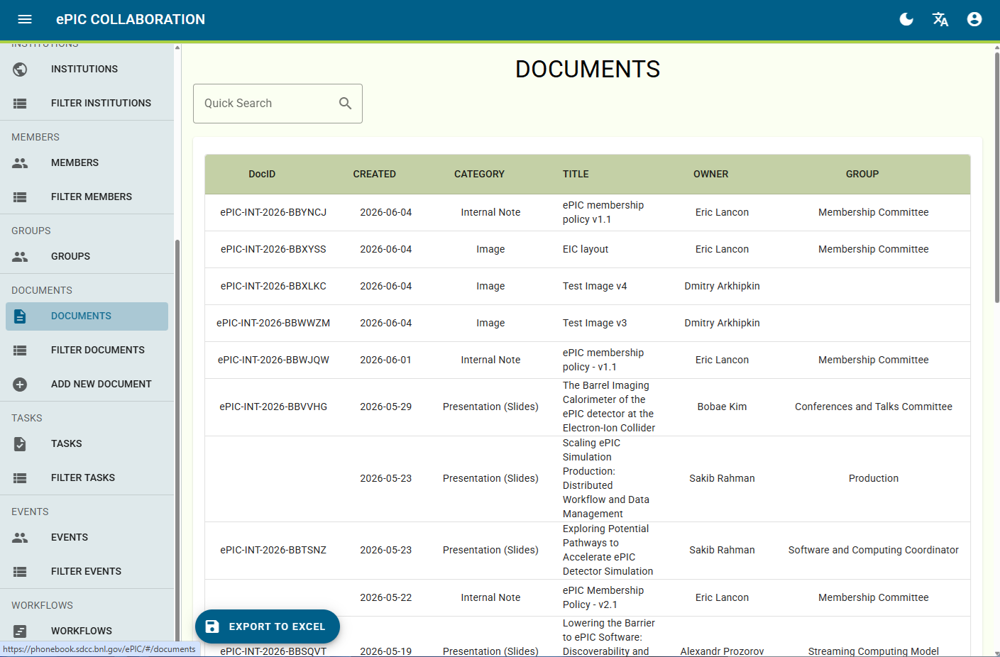 ePIC COLLABORATION
INSTITUTIONS
INSTITUTIONS
FILTER INSTITUTIONS
MEMBERS
MEMBERS
FILTER MEMBERS
GROUPS
GROUPS
DOCUMENTS
DOCUMENTS
FILTER DOCUMENTS
ADD NEW DOCUMENT
TASKS
TASKS
FILTER TASKS
EVENTS
EVENTS
FILTER EVENTS
WORKFLOWS
WORKFLOWS
https://phonebook.sdcc.bnl.gov/ePIC/#/documents
DOCUMENTS
Quick Search
DocID CREATED CATEGORY TITLE OWNER GROUP
ePIC-INT-2026-BBYNCJ 2026-06-04 Internal Note ePIC membership
policy v1.1 Eric Lancon Membership Committee
ePIC-INT-2026-BBXYSS 2026-06-04 Image EIC layout Eric Lancon Membership Committee
ePIC-INT-2026-BBXLKC 2026-06-04 Image Test Image v4 Dmitry Arkhipkin
ePIC-INT-2026-BBWWZM 2026-06-04 Image Test Image v3 Dmitry Arkhipkin
ePIC-INT-2026-BBWJQW 2026-06-01 Internal Note ePIC membership
policy - v1.1 Eric Lancon Membership Committee
ePIC-INT-2026-BBVVHG 2026-05-29 Presentation (Slides) The Barrel Imaging
Calorimeter of the
ePIC detector at the
Electron-Ion Collider Bobae Kim Conferences and Talks Committee
2026-05-23 Presentation (Slides) Scaling ePIC
Simulation
Production:
Distributed
Workflow and Data
Management Sakib Rahman Production
ePIC-INT-2026-BBTSNZ 2026-05-23 Presentation (Slides) Exploring Potential
Pathways to
Accelerate ePIC
Detector Simulation Sakib Rahman Software and Computing Coordinator
2026-05-22 Internal Note ePIC Membership
Policy - v2.1 Eric Lancon Membership Committee
ePIC-INT-2026-BBSQVT 2026-05-19 Presentation (Slides) Lowering the Barrier
to ePIC Software:
Discoverability and Alexandr Prozorov Streaming Computing Model
EXPORT TO EXCEL